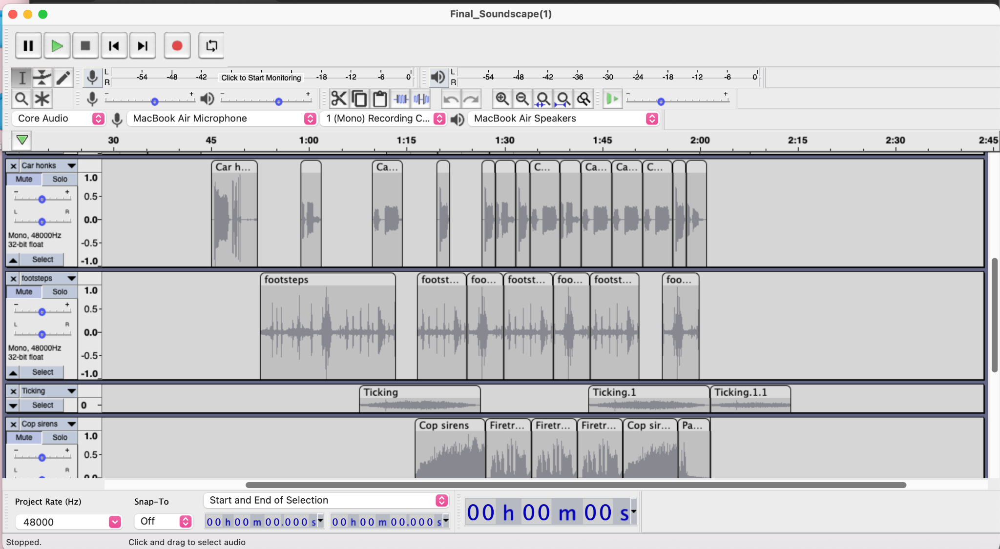 Final_Soundscape(1)
L
R
-54 -48 -42 Click to Start Monitoring -18 -12 -6 0
L
R
-54 -48 -42 -36 -30 -24 -18 -12 -6 0
- +
- +
- +
Core Audio MacBook Air Microphone 1 (Mono) Recording C... MacBook Air Speakers
30 45 1:00 1:15 1:30 1:45 2:00 2:15 2:30 2:45
Car honks
Mute Solo
- +
L R
Mono, 48000Hz
32-bit float
Select
1.0
0.5
0.0
-0.5
-1.0
Car h... Ca... C... Ca... Ca... C...
footsteps
Mute Solo
- +
L R
Mono, 48000Hz
32-bit float
Select
1.0
0.5
0.0
-0.5
-1.0
footsteps footst... foo... footst... foo... footst... foo...
Ticking
Select
0
Ticking Ticking.1 Ticking.1.1
Cop sirens
Mute Solo
- +
L R
1.0
0.5
0.0
Cop sirens Firetr... Firetr... Firetr... Cop sir... Pa...
Project Rate (Hz) Snap-To Start and End of Selection
48000 Off 00 h 00 m 00.000 s 00 h 00 m 00.000 s
00 h 00 m 00 s
Stopped. Click and drag to select audio